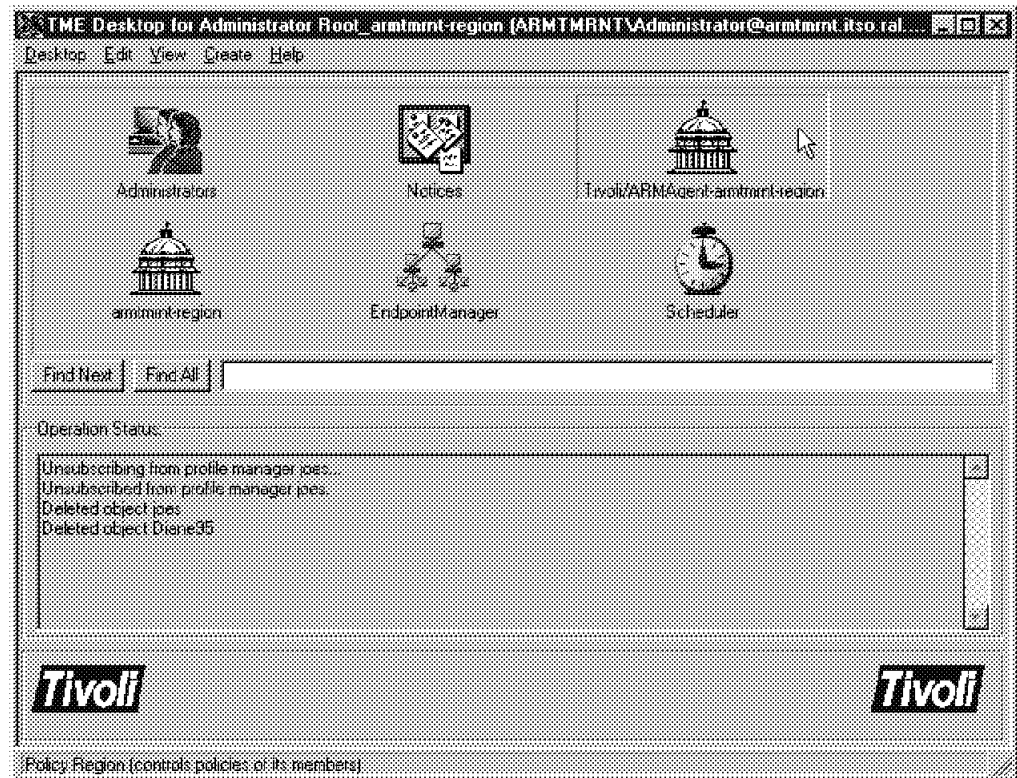 TME Desktop for Administrator Root_armtmrnt-region (ARMTMRNT\Administrator@armtmrnt.itso.ral....
Desktop Edit View Create Help
Administrators Notices Tivoli/ARMAgent-armtmrnt-region
armtmrnt-region EndpointManager Scheduler
Find Next Find All
Operation Status:
Unsubscribing from profile manager joes...
Unsubscribed from profile manager joes.
Deleted object joes
Deleted object Diane95
Tivoli Tivoli
Policy Region (controls policies of its members)